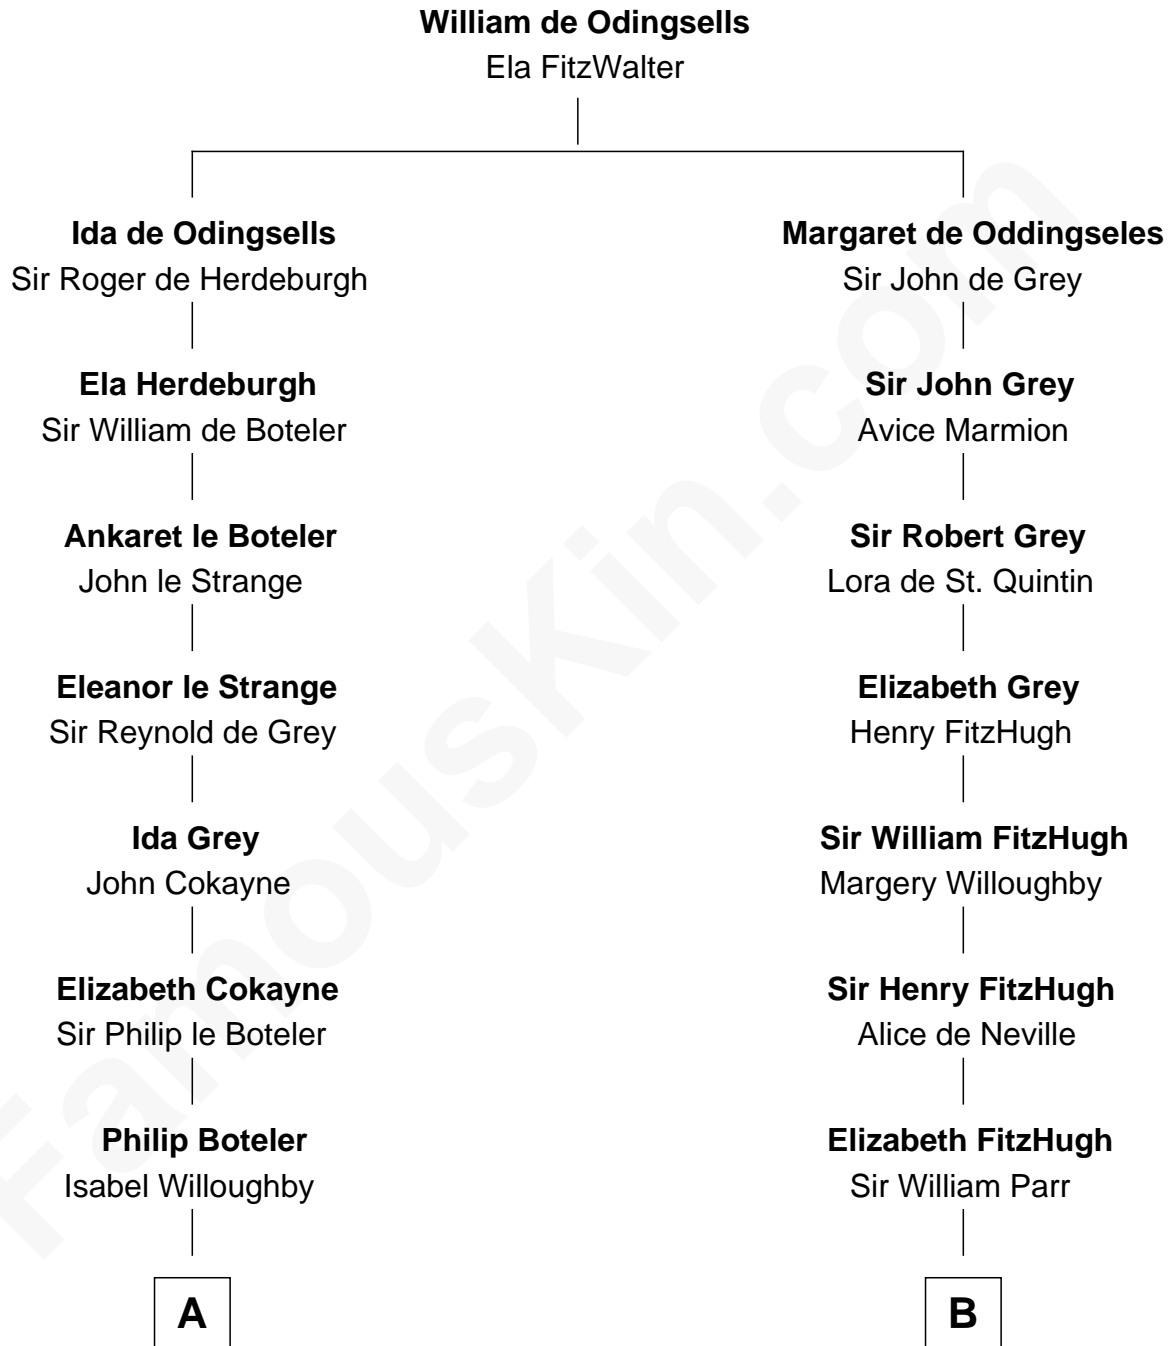 William de Odingsells
Ela FitzWalter
Ida de Odingsells
Sir Roger de Herdeburgh
Margaret de Oddingseles
Sir John de Grey
Ela Herdeburgh
Sir William de Boteler
Sir John Grey
Avice Marmion
Ankaret le Boteler
John le Strange
Sir Robert Grey
Lora de St. Quintin
Eleanor le Strange
Sir Reynold de Grey
Elizabeth Grey
Henry FitzHugh
Ida Grey
John Cokayne
Sir William FitzHugh
Margery Willoughby
Elizabeth Cokayne
Sir Philip le Boteler
Sir Henry FitzHugh
Alice de Neville
Philip Boteler
Isabel Willoughby
Elizabeth FitzHugh
Sir William Parr
A
B
FamousKin.com